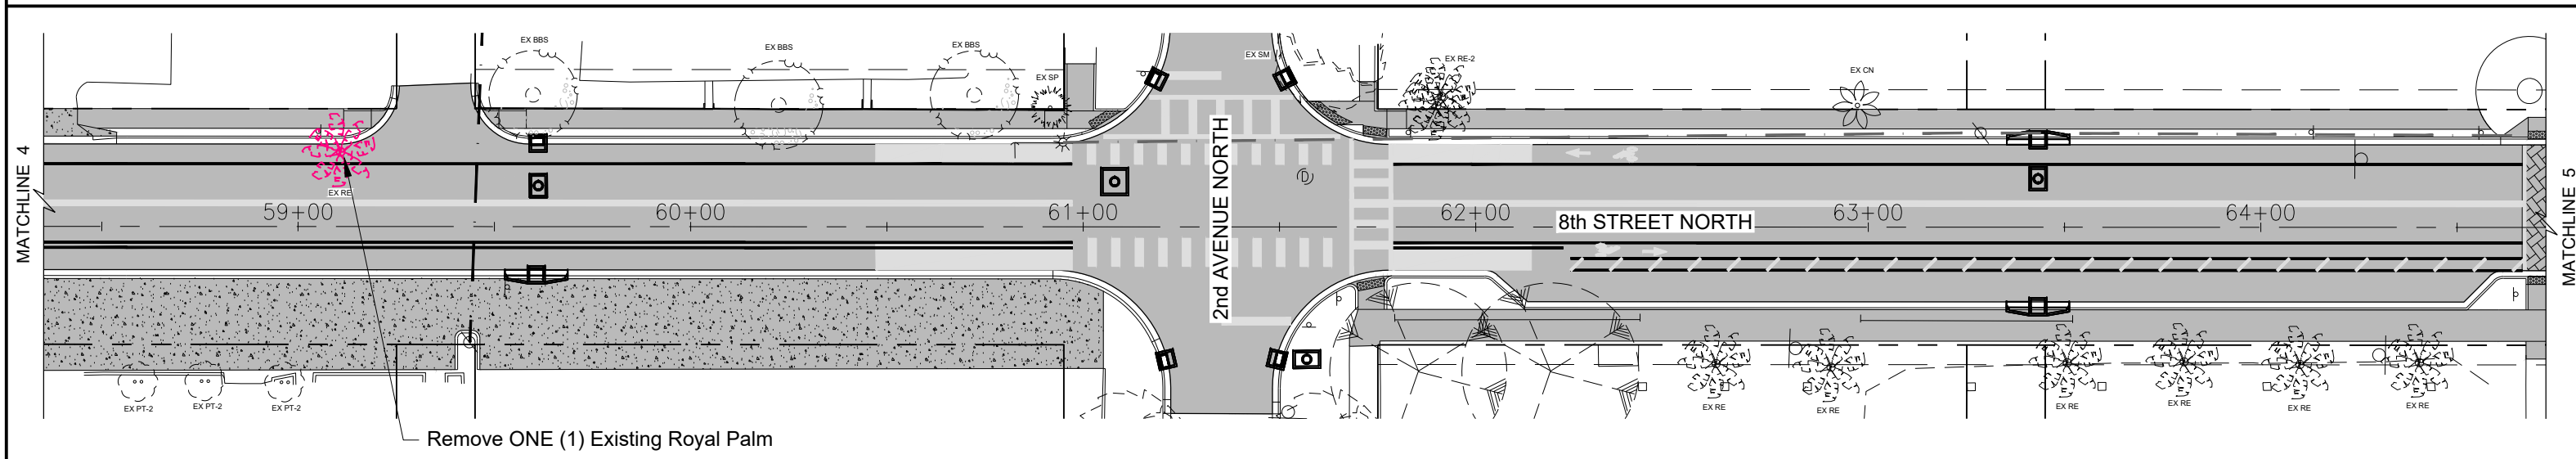 EX BBS
EX BBS
EX BBS
EX SM
EX SP
EX RE-2
EX CN
MATCHLINE 4
EX RE
59+00
60+00
61+00
2nd AVENUE NORTH
62+00
8th STREET NORTH
63+00
64+00
MATCHLINE 5
EX PT-2
EX PT-2
EX PT-2
EX RE
EX RE
EX RE
EX RE
EX RE
EX RE
Remove ONE (1) Existing Royal Palm